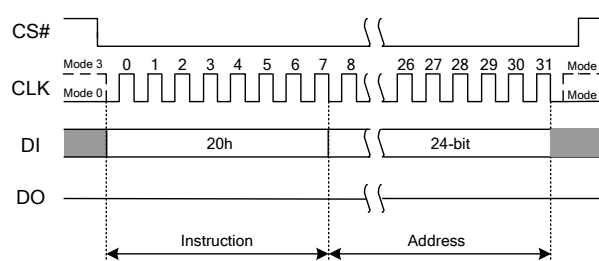 CS#
Mode 3 0 1 2 3 4 5 6 7 8 26 27 28 29 30 31 Mode
CLK
Mode 0 Mode
DI 20h 24-bit
DO
Instruction Address